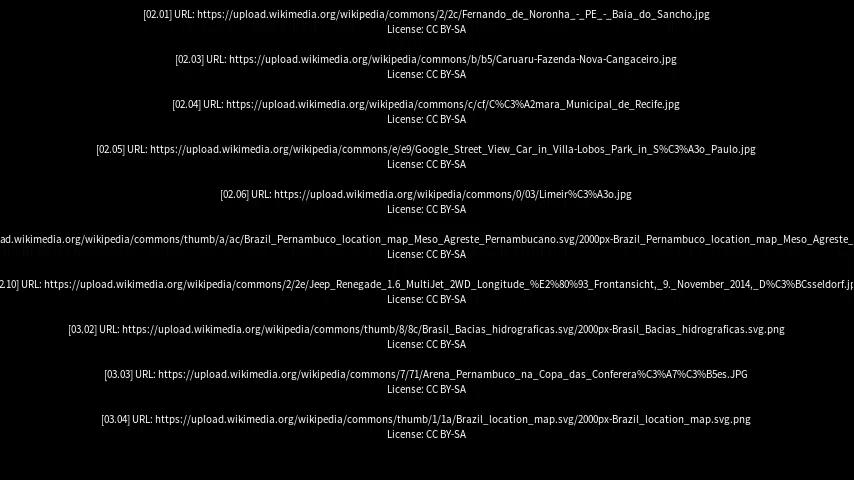 [02.01] URL: https://upload.wikimedia.org/wikipedia/commons/2/2c/Fernando_de_Noronha_-_PE_-_Baia_do_Sancho.jpg
License: CC BY-SA
[02.03] URL: https://upload.wikimedia.org/wikipedia/commons/b/b5/Caruaru-Fazenda-Nova-Cangaceiro.jpg
License: CC BY-SA
[02.04] URL: https://upload.wikimedia.org/wikipedia/commons/c/cf/C%C3%A2mara_Municipal_de_Recife.jpg
License: CC BY-SA
[02.05] URL: https://upload.wikimedia.org/wikipedia/commons/e/e9/Google_Street_View_Car_in_Villa-Lobos_Park_in_S%C3%A3o_Paulo.jpg
License: CC BY-SA
[02.06] URL: https://upload.wikimedia.org/wikipedia/commons/0/03/Limeir%C3%A3o.jpg
License: CC BY-SA
ad.wikimedia.org/wikipedia/commons/thumb/a/ac/Brazil_Pernambuco_location_map_Meso_Agreste_Pernambucano.svg/2000px-Brazil_Pernambuco_location_map_Meso_Agreste_
License: CC BY-SA
2.10] URL: https://upload.wikimedia.org/wikipedia/commons/2/2e/Jeep_Renegade_1.6_MultiJet_2WD_Longitude_%E2%80%93_Frontansicht,_9._November_2014,_D%C3%BCsseldorf.jp
License: CC BY-SA
[03.02] URL: https://upload.wikimedia.org/wikipedia/commons/thumb/8/8c/Brasil_Bacias_hidrograficas.svg/2000px-Brasil_Bacias_hidrograficas.svg.png
License: CC BY-SA
[03.03] URL: https://upload.wikimedia.org/wikipedia/commons/7/71/Arena_Pernambuco_na_Copa_das_Conferera%C3%A7%C3%B5es.JPG
License: CC BY-SA
[03.04] URL: https://upload.wikimedia.org/wikipedia/commons/thumb/1/1a/Brazil_location_map.svg/2000px-Brazil_location_map.svg.png
License: CC BY-SA